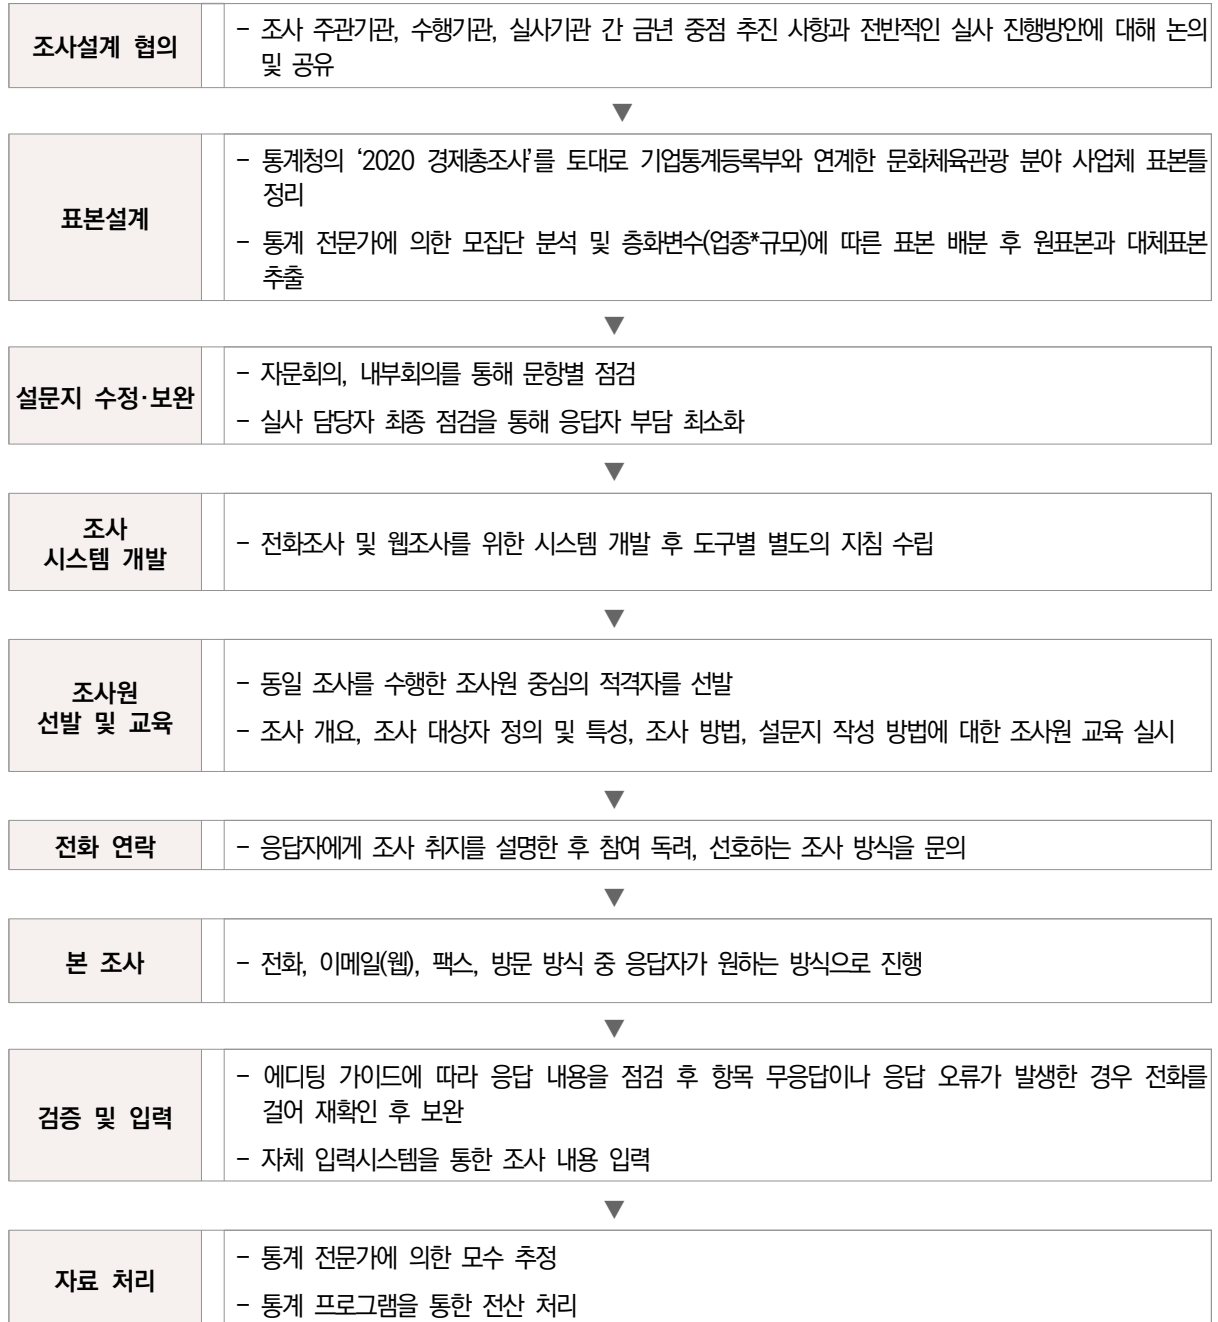 조사설계 협의
- 조사 주관기관, 수행기관, 실사기관 간 금년 중점 추진 사항과 전반적인 실사 진행방안에 대해 논의
및 공유
▼
표본설계
- 통계청의 ‘2020 경제총조사’를 토대로 기업통계등록부와 연계한 문화체육관광 분야 사업체 표본틀
정리
- 통계 전문가에 의한 모집단 분석 및 층화변수(업종*규모)에 따른 표본 배분 후 원표본과 대체표본
추출
▼
설문지 수정·보완
- 자문회의, 내부회의를 통해 문항별 점검
- 실사 담당자 최종 점검을 통해 응답자 부담 최소화
▼
조사
시스템 개발
- 전화조사 및 웹조사를 위한 시스템 개발 후 도구별 별도의 지침 수립
▼
조사원
선발 및 교육
- 동일 조사를 수행한 조사원 중심의 적격자를 선발
- 조사 개요, 조사 대상자 정의 및 특성, 조사 방법, 설문지 작성 방법에 대한 조사원 교육 실시
▼
전화 연락
- 응답자에게 조사 취지를 설명한 후 참여 독려, 선호하는 조사 방식을 문의
▼
본 조사
- 전화, 이메일(웹), 팩스, 방문 방식 중 응답자가 원하는 방식으로 진행
▼
검증 및 입력
- 에디팅 가이드에 따라 응답 내용을 점검 후 항목 무응답이나 응답 오류가 발생한 경우 전화를
걸어 재확인 후 보완
- 자체 입력시스템을 통한 조사 내용 입력
▼
자료 처리
- 통계 전문가에 의한 모수 추정
- 통계 프로그램을 통한 전산 처리